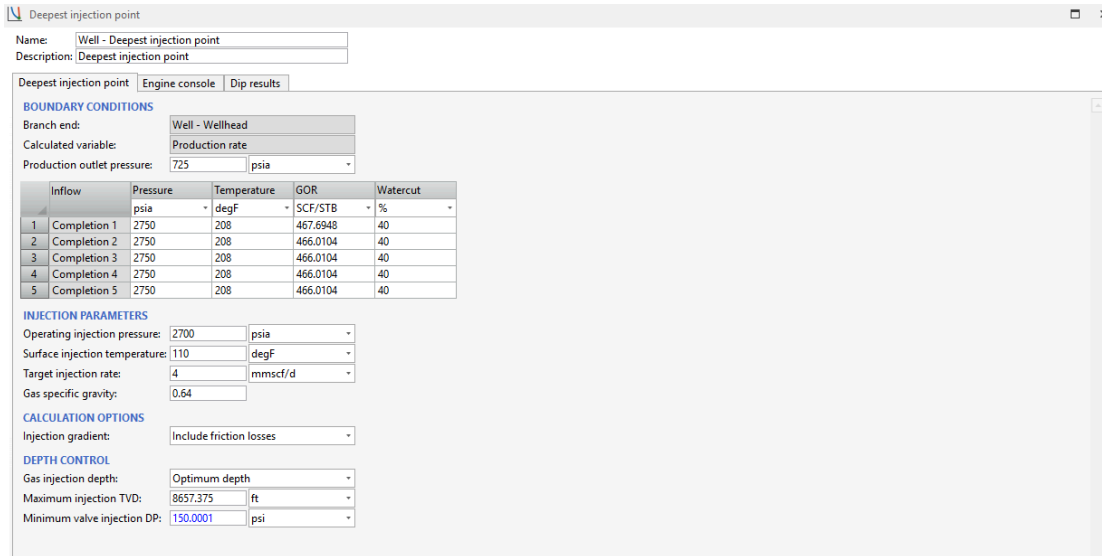 Deepest injection point
Name: Well - Deepest injection point
Description: Deepest injection point
Deepest injection point Engine console Dip results
BOUNDARY CONDITIONS
Branch end: Well - Wellhead
Calculated variable: Production rate
Production outlet pressure: 725 psia
Inflow Pressure Temperature GOR Watercut
psia degF SCF/STB %
1 Completion 1 2750 208 467.6948 40
2 Completion 2 2750 208 466.0104 40
3 Completion 3 2750 208 466.0104 40
4 Completion 4 2750 208 466.0104 40
5 Completion 5 2750 208 466.0104 40
INJECTION PARAMETERS
Operating injection pressure: 2700 psia
Surface injection temperature: 110 degF
Target injection rate: 4 mmscf/d
Gas specific gravity: 0.64
CALCULATION OPTIONS
Injection gradient: Include friction losses
DEPTH CONTROL
Gas injection depth: Optimum depth
Maximum injection TVD: 8657.375 ft
Minimum valve injection DP: 150.0001 psi